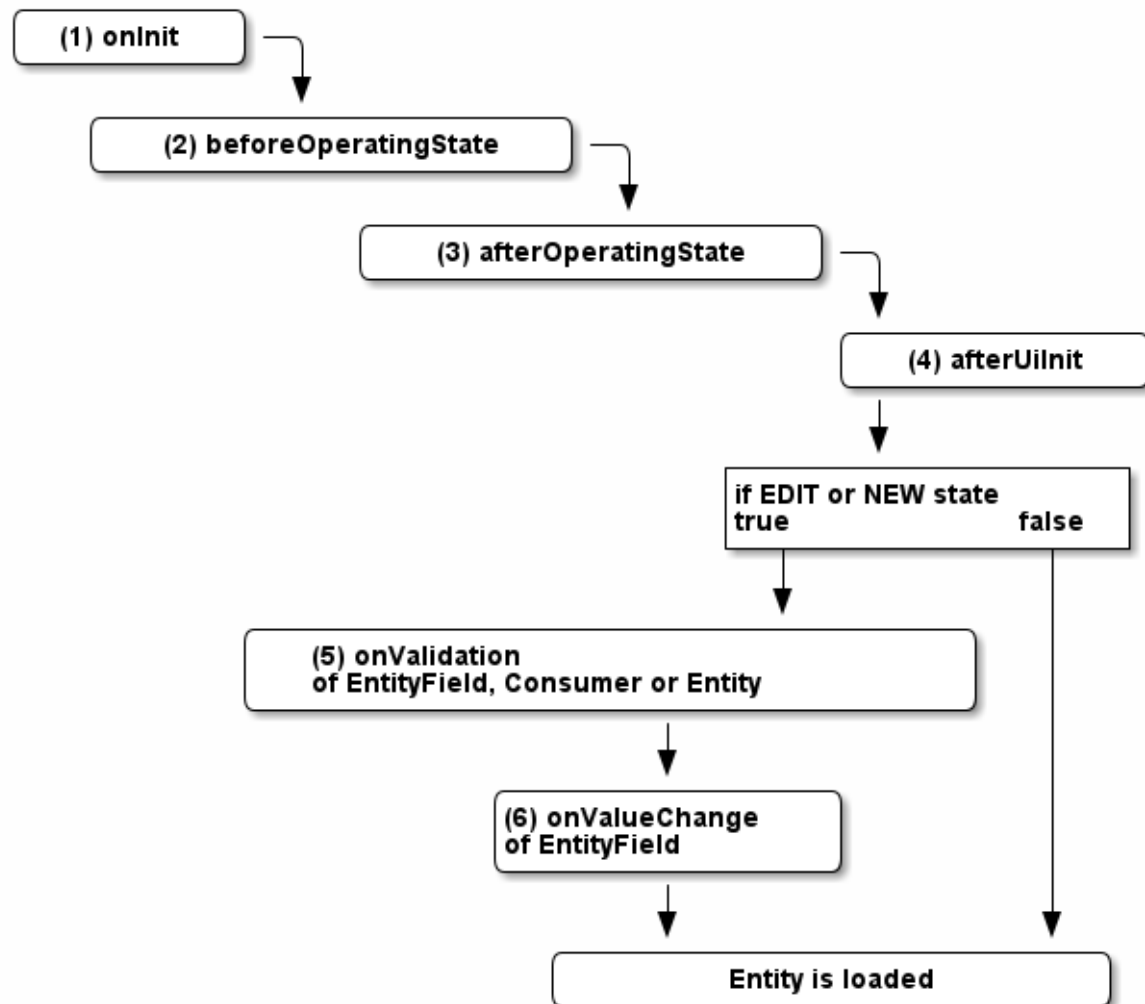 (1) onInit
(2) beforeOperatingState
(3) afterOperatingState
(4) afterUiInit
if EDIT or NEW state
true false
(5) onValidation
of EntityField, Consumer or Entity
(6) onValueChange
of EntityField
Entity is loaded